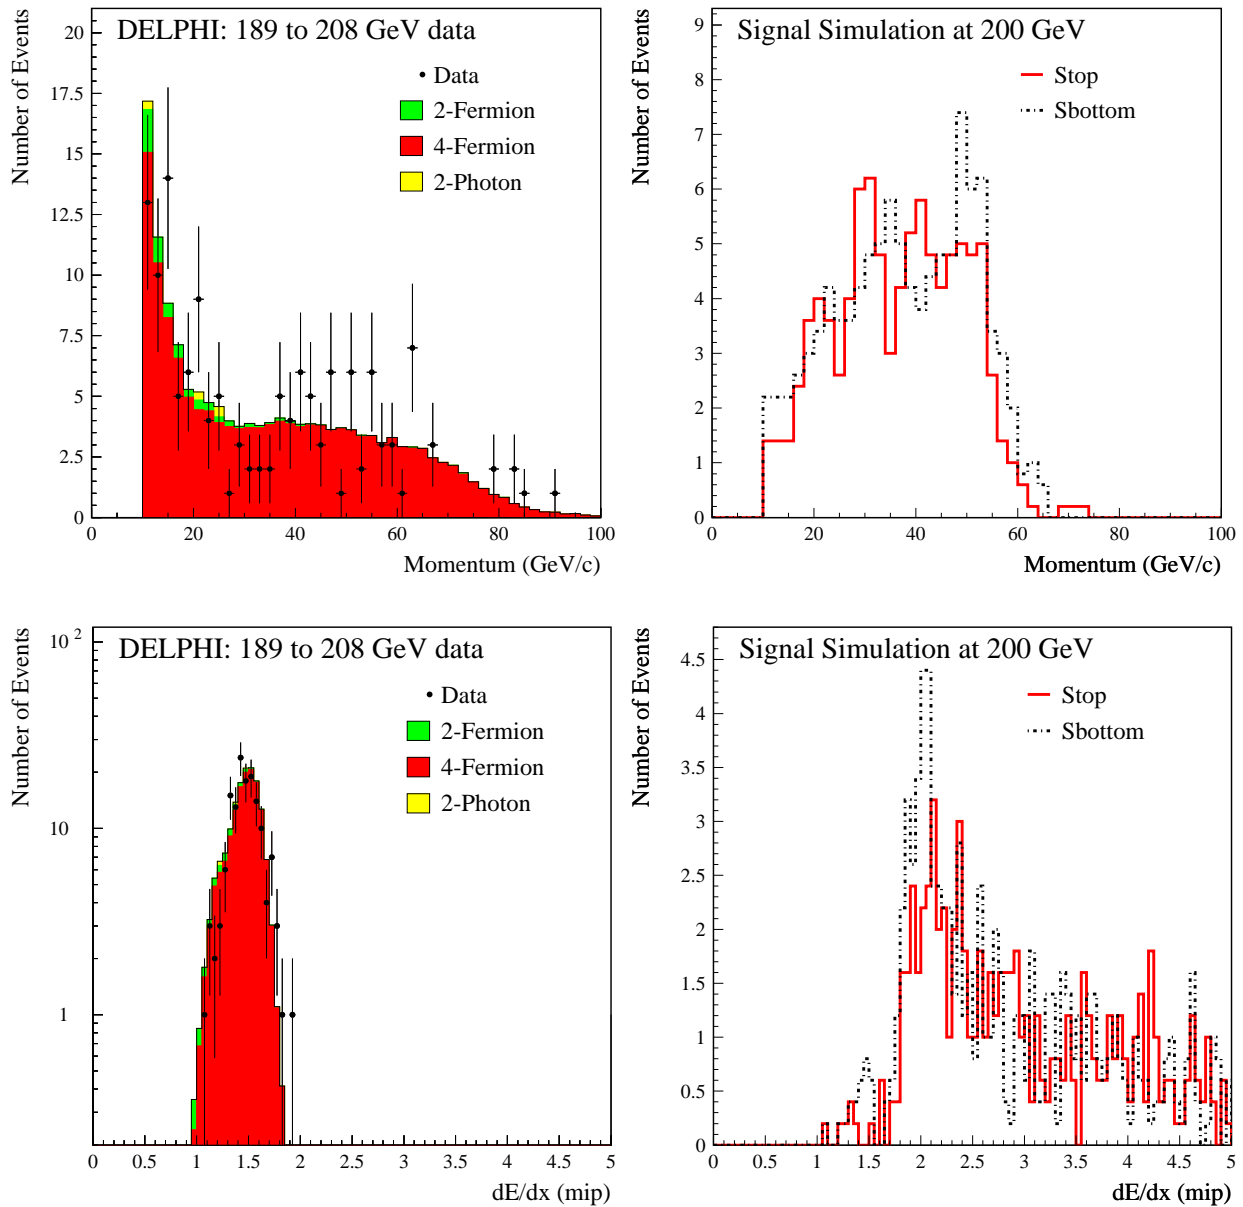 DELPHI: 189 to 208 GeV data
Number of Events
20
17.5
15
12.5
10
7.5
5
2.5
0
Data
2-Fermion
4-Fermion
2-Photon
0 20 40 60 80 100
Momentum (GeV/c)
Signal Simulation at 200 GeV
Number of Events
9
8
7
6
5
4
3
2
1
0
Stop
Sbottom
0 20 40 60 80 100
Momentum (GeV/c)
DELPHI: 189 to 208 GeV data
Number of Events
10 2
10
1
Data
2-Fermion
4-Fermion
2-Photon
0 0.5 1 1.5 2 2.5 3 3.5 4 4.5 5
dE/dx (mip)
Signal Simulation at 200 GeV
Number of Events
4.5
4
3.5
3
2.5
2
1.5
1
0.5
0
Stop
Sbottom
0 0.5 1 1.5 2 2.5 3 3.5 4 4.5 5
dE/dx (mip)